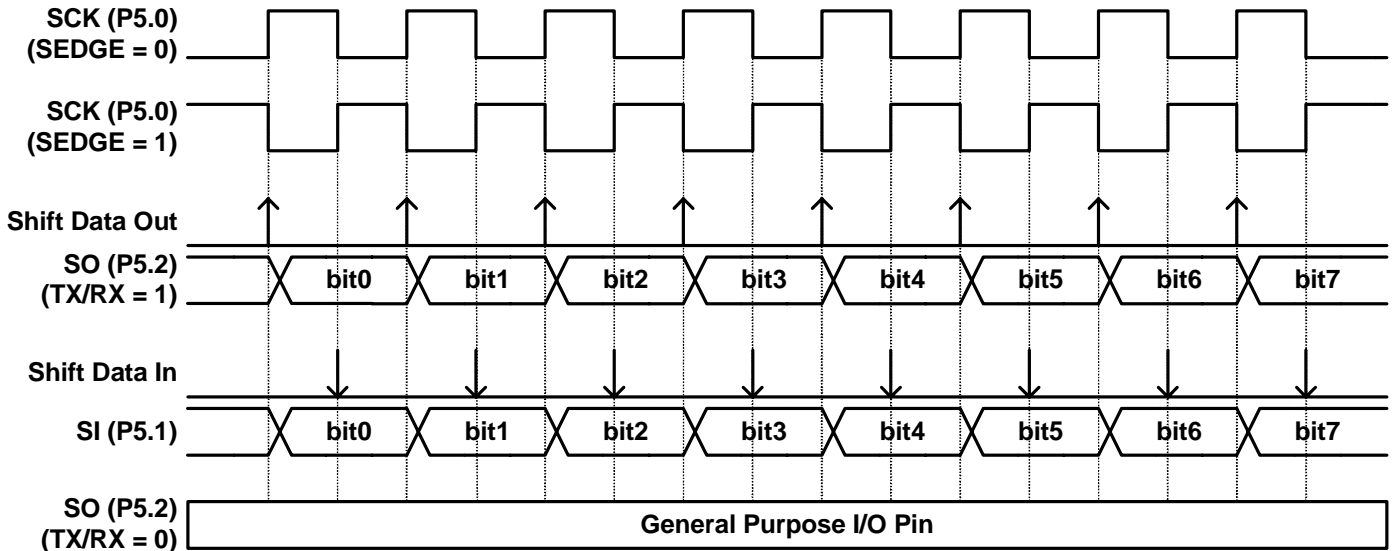 SCK (P5.0)
(SEDGE = 0)
SCK (P5.0)
(SEDGE = 1)
Shift Data Out
SO (P5.2)
(TX/RX = 1)
bit0 bit1 bit2 bit3 bit4 bit5 bit6 bit7
Shift Data In
SI (P5.1)
bit0 bit1 bit2 bit3 bit4 bit5 bit6 bit7
SO (P5.2)
(TX/RX = 0)
General Purpose I/O Pin